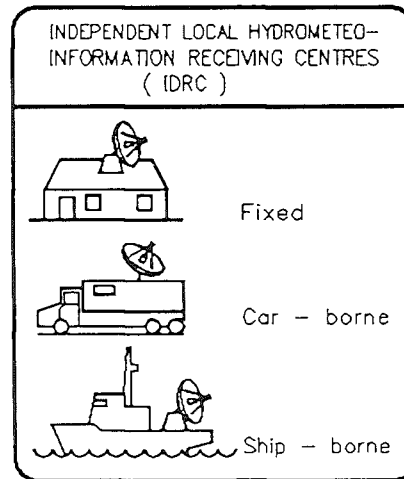 INDEPENDENT LOCAL HYDROMETEO-
INFORMATION RECEIVING CENTRES
( IDRC )
Fixed
Car - borne
Ship - borne